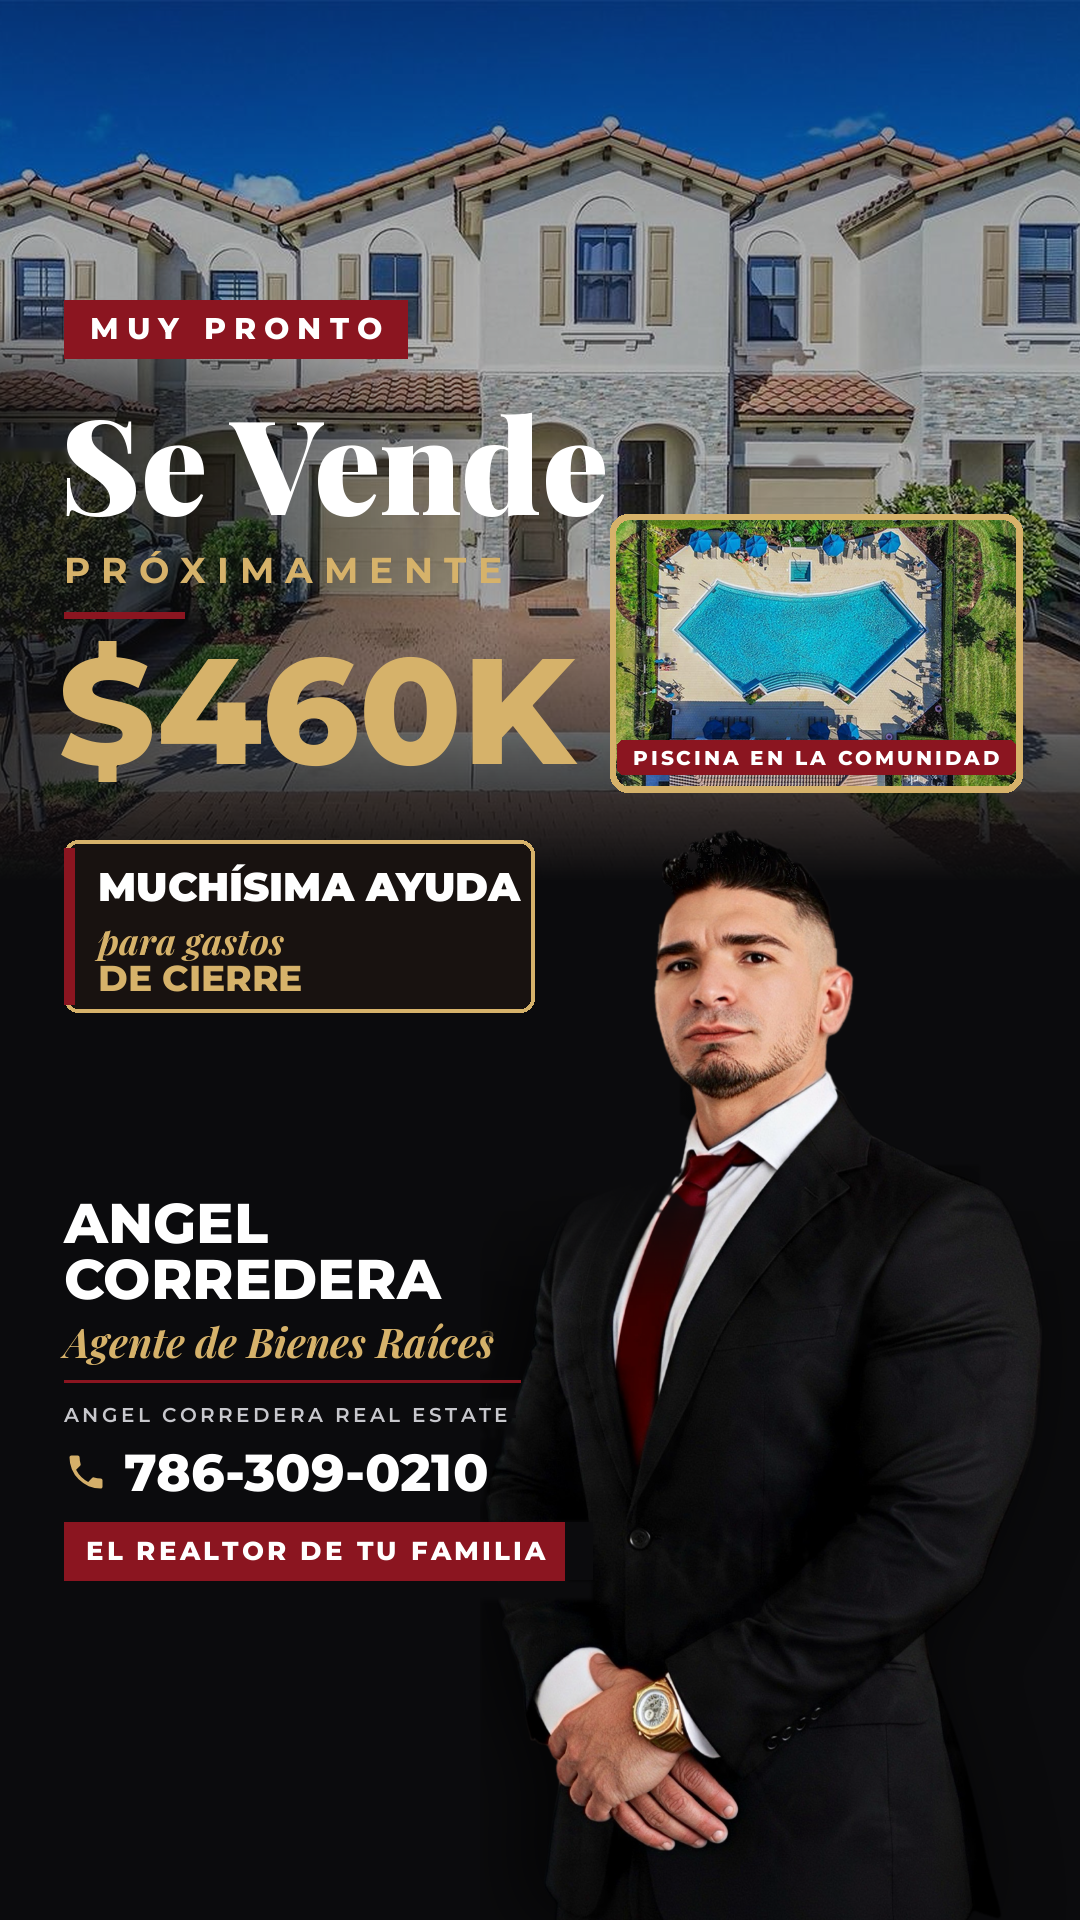 MUY PRONTO
Se Vende
PRÓXIMAMENTE
$460K
PISCINA EN LA COMUNIDAD
MUCHÍSIMA AYUDA
para gastos
DE CIERRE
ANGEL
CORREDERA
Agente de Bienes Raíces
ANGEL CORREDERA REAL ESTATE
786-309-0210
EL REALTOR DE TU FAMILIA